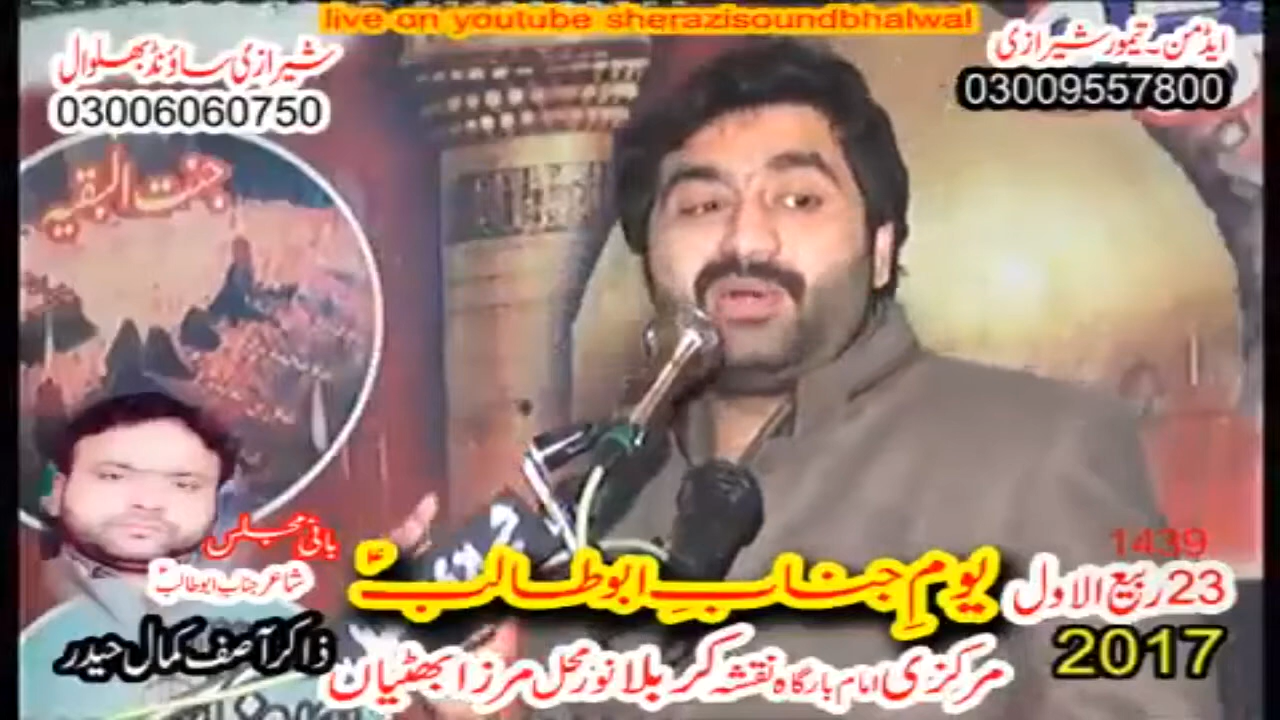 live on youtube sherazisoundbhalwal
شیرازی ساؤنڈ بھلوال
03006060750
ایڈمن۔تیمور شیرازی
03009557800
جنت البقیہ
بانی مجلس
شاعر جناب ابوطالبؑ
ذاکر آصف کمال حیدر
یومِ جنابِ ابوطالبؑ
1439
23 ربیع الاول
2017
مرکزی امام بارگاہ نقشہ کربلا نور محل مرزا بھٹیاں